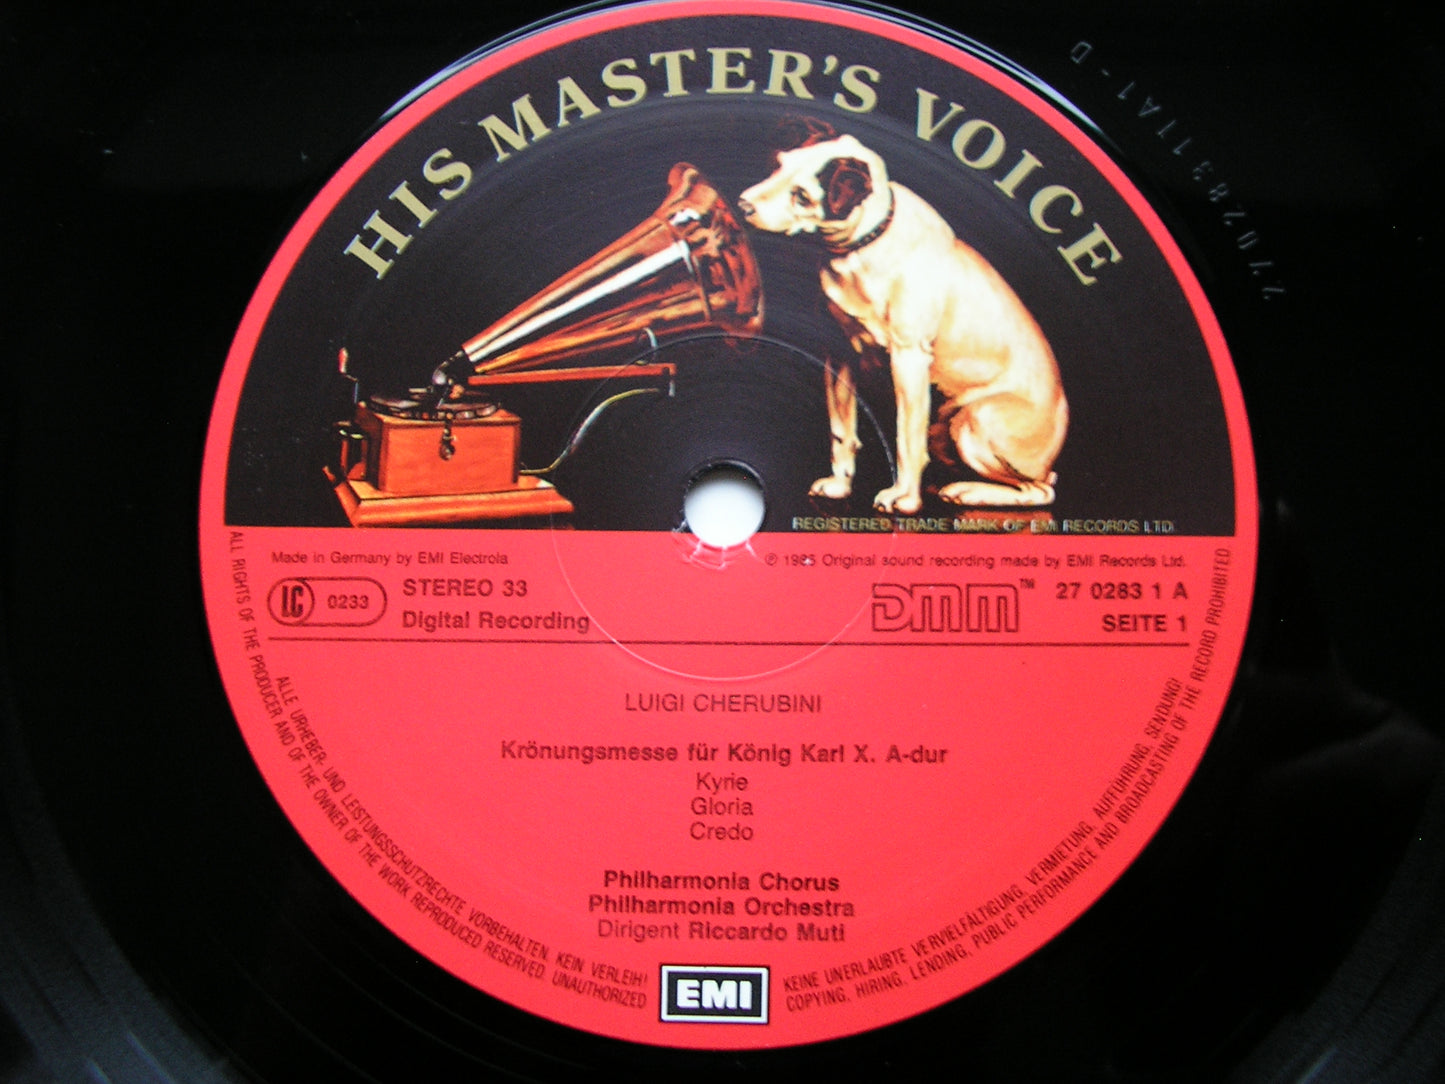 HIS MASTER'S VOICE
REGISTERED TRADE MARK OF EMI RECORDS LTD.
Made in Germany by EMI Electrola
℗ 1985 Original sound recording made by EMI Records Ltd.
LC 0233
STEREO 33
Digital Recording
DMM™
27 0283 1 A
SEITE 1
LUIGI CHERUBINI
Krönungsmesse für König Karl X. A-dur
Kyrie
Gloria
Credo
Philharmonia Chorus
Philharmonia Orchestra
Dirigent Riccardo Muti
EMI
ALLE URHEBER- UND LEISTUNGSSCHUTZRECHTE VORBEHALTEN. KEIN VERLEIH! KEINE UNERLAUBTE VERVIELFÄLTIGUNG, VERMIETUNG, AUFFÜHRUNG, SENDUNG!
ALL RIGHTS OF THE PRODUCER AND OF THE OWNER OF THE WORK REPRODUCED RESERVED. UNAUTHORIZED COPYING, HIRING, LENDING, PUBLIC PERFORMANCE AND BROADCASTING OF THE RECORD PROHIBITED
2702831 1A1-D